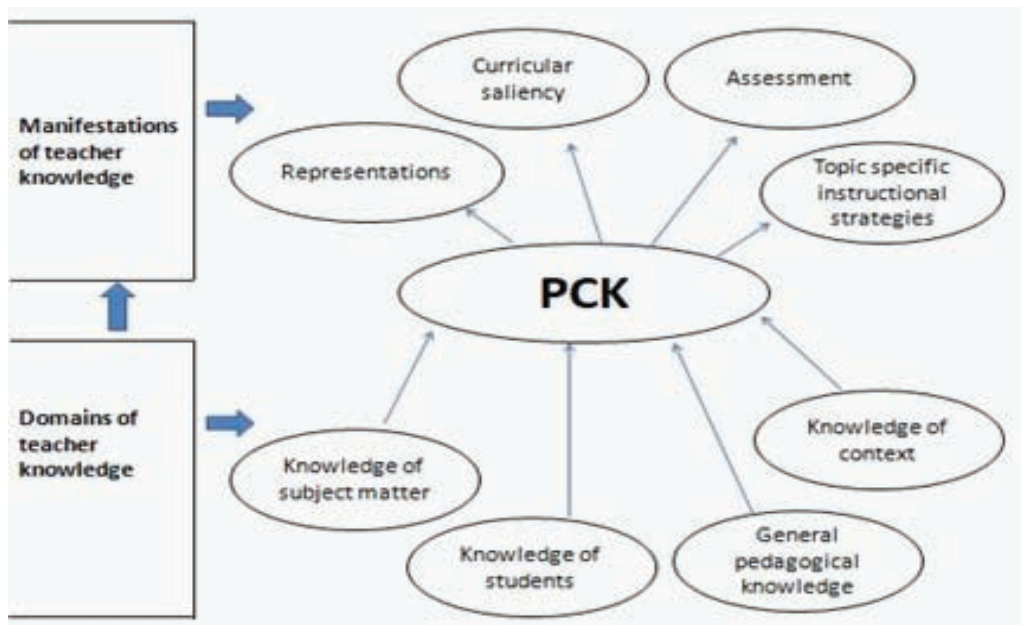 Manifestations
of teacher
knowledge
Curricular
saliency
Assessment
Representations
Topic specific
instructional
strategies
PCK
Domains of
teacher
knowledge
Knowledge of
subject matter
Knowledge of
students
General
pedagogical
knowledge
Knowledge of
context